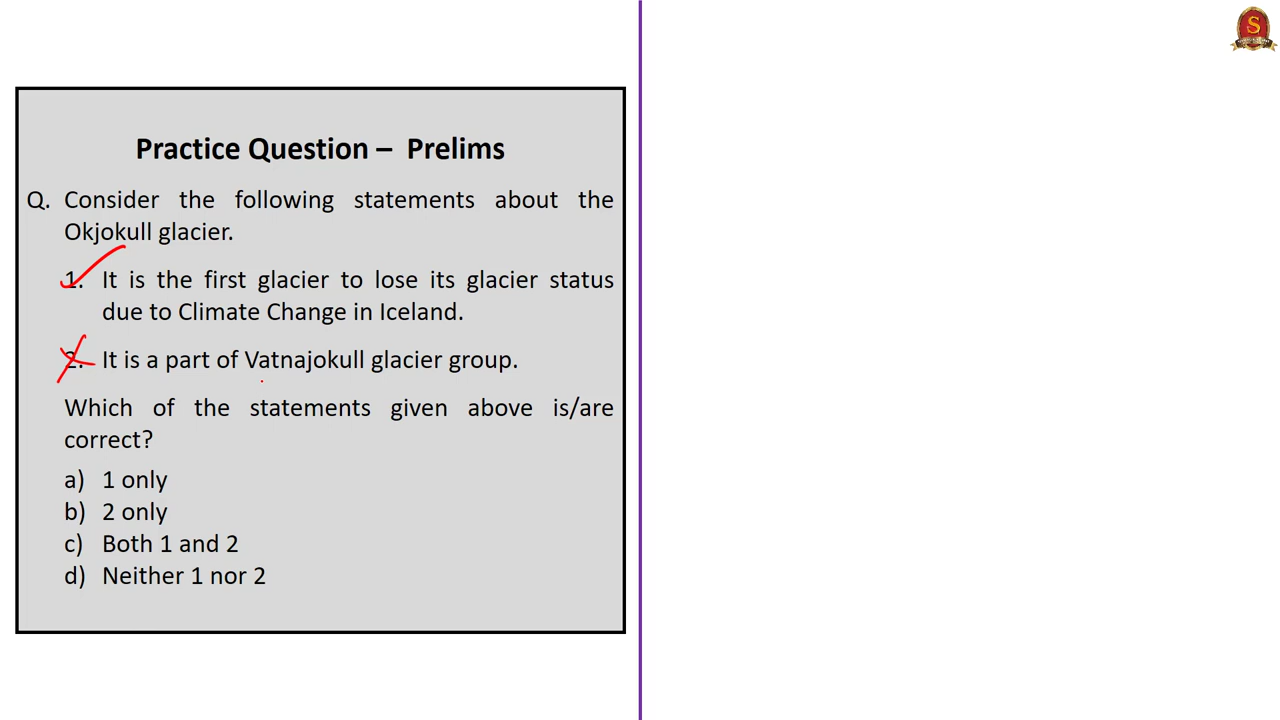 Practice Question – Prelims
Q. Consider the following statements about the
Okjokull glacier.
1. It is the first glacier to lose its glacier status
due to Climate Change in Iceland.
2. It is a part of Vatnajokull glacier group.
Which of the statements given above is/are
correct?
a) 1 only
b) 2 only
c) Both 1 and 2
d) Neither 1 nor 2
S